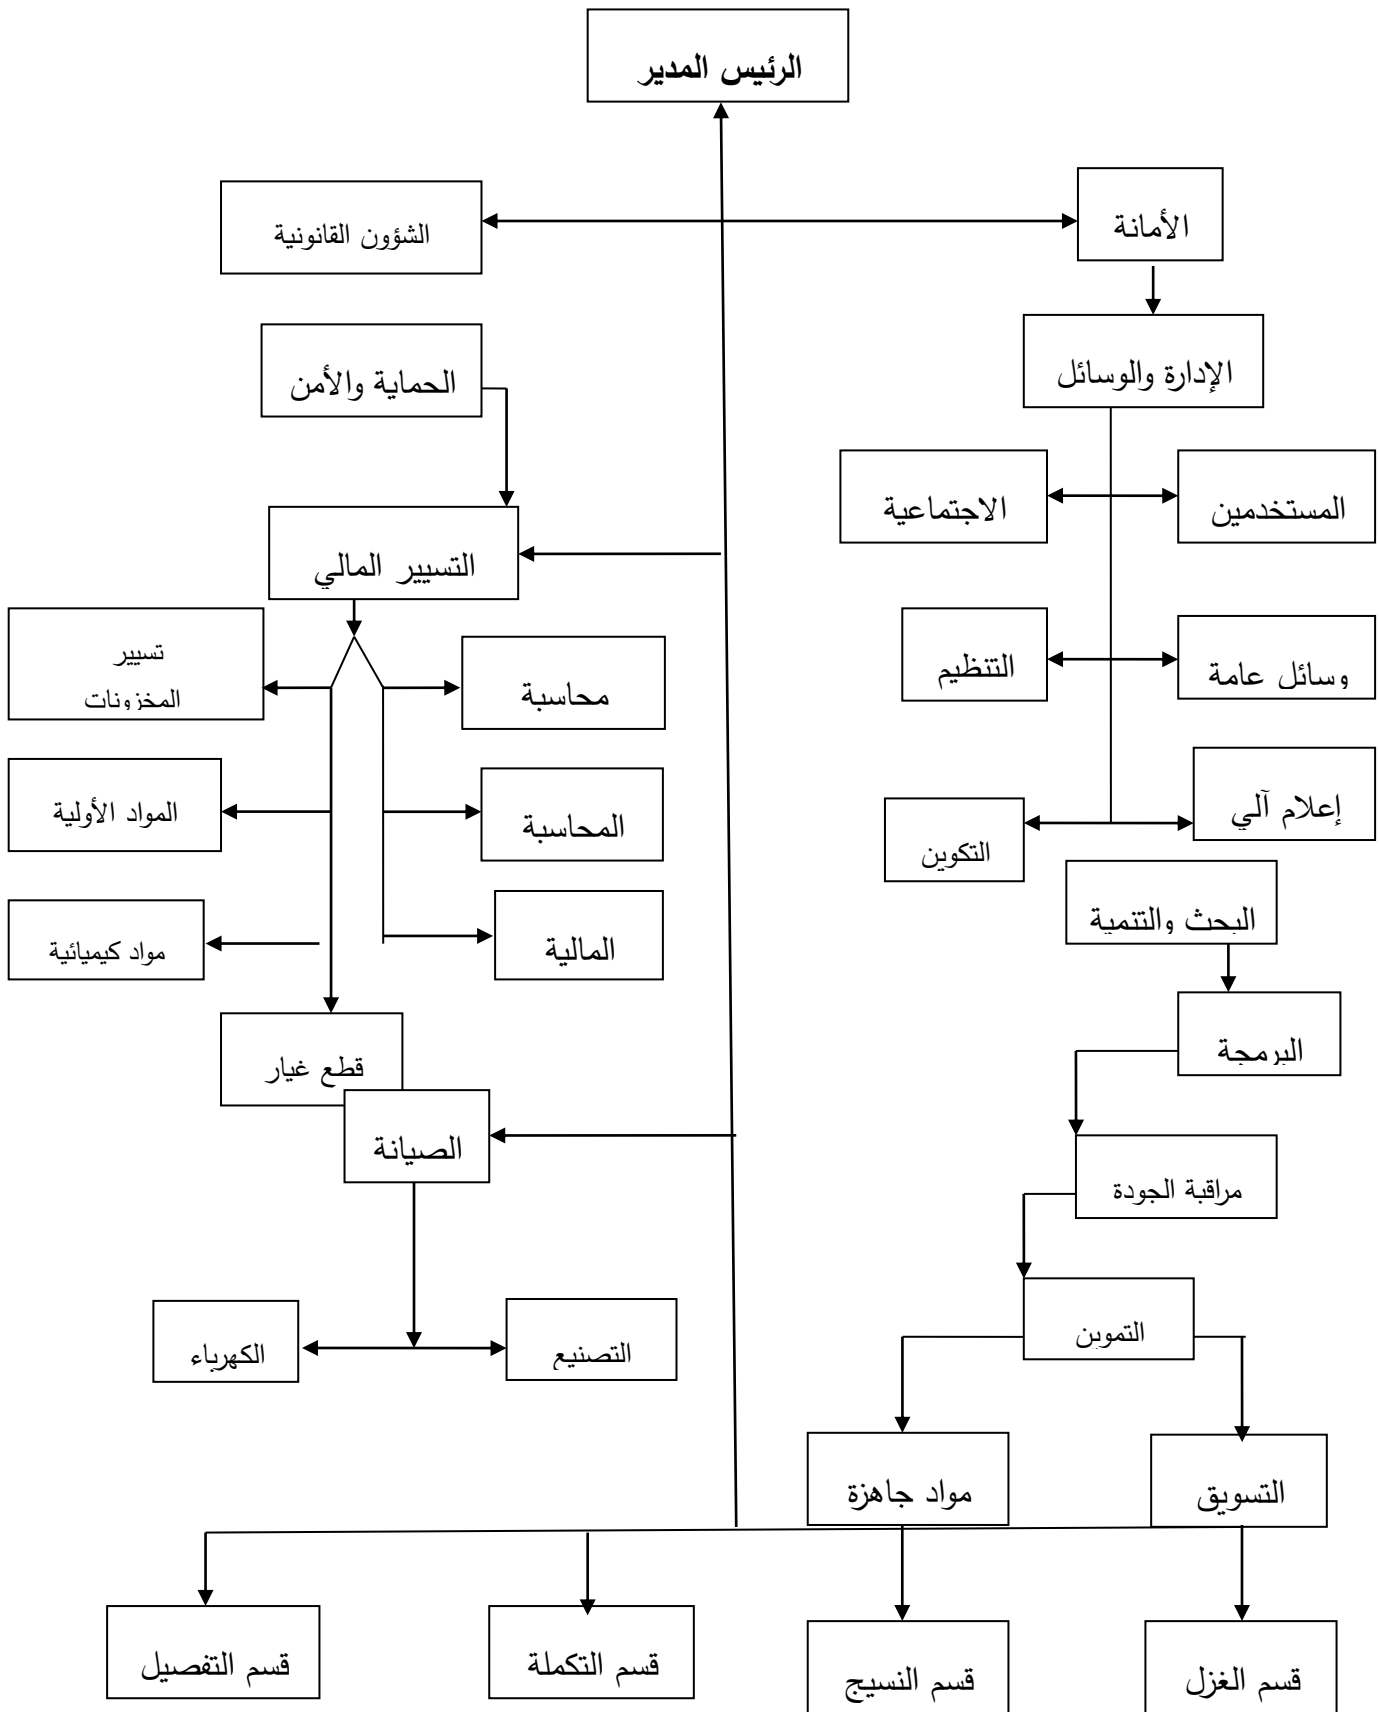 الرئيس المدير
الأمانة
الشؤون القانونية
الإدارة والوسائل
الحماية والأمن
المستخدمين
الاجتماعية
التسيير المالي
وسائل عامة
التنظيم
محاسبة
تسيير
المخزونات
إعلام آلي
التكوين
المحاسبة
المواد الأولية
البحث والتنمية
المالية
مواد كيميائية
البرمجة
قطع غيار
الصيانة
مراقبة الجودة
التموين
التصنيع
الكهرباء
التسويق
مواد جاهزة
قسم الغزل
قسم النسيج
قسم التكملة
قسم التفصيل